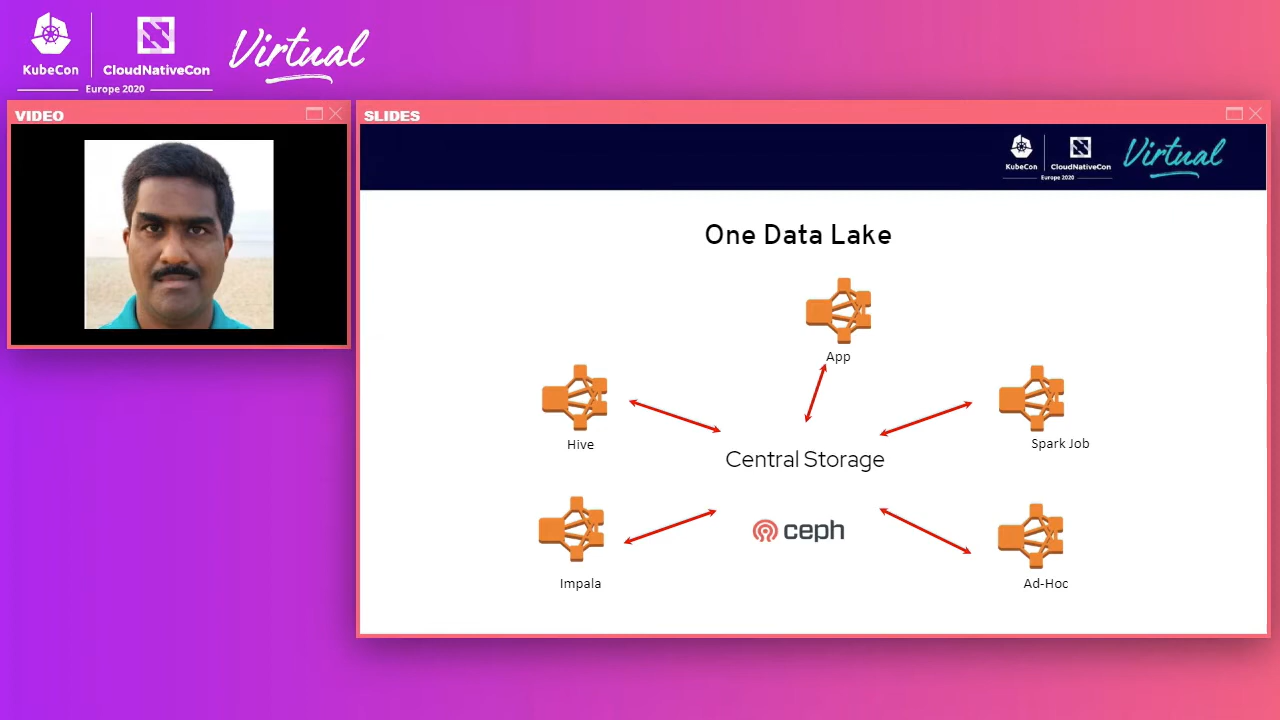 KubeCon
CloudNativeCon
Europe 2020
Virtual
VIDEO
SLIDES
KubeCon
CloudNativeCon
Europe 2020
Virtual
One Data Lake
App
Hive
Spark Job
Central Storage
ceph
Impala
Ad-Hoc